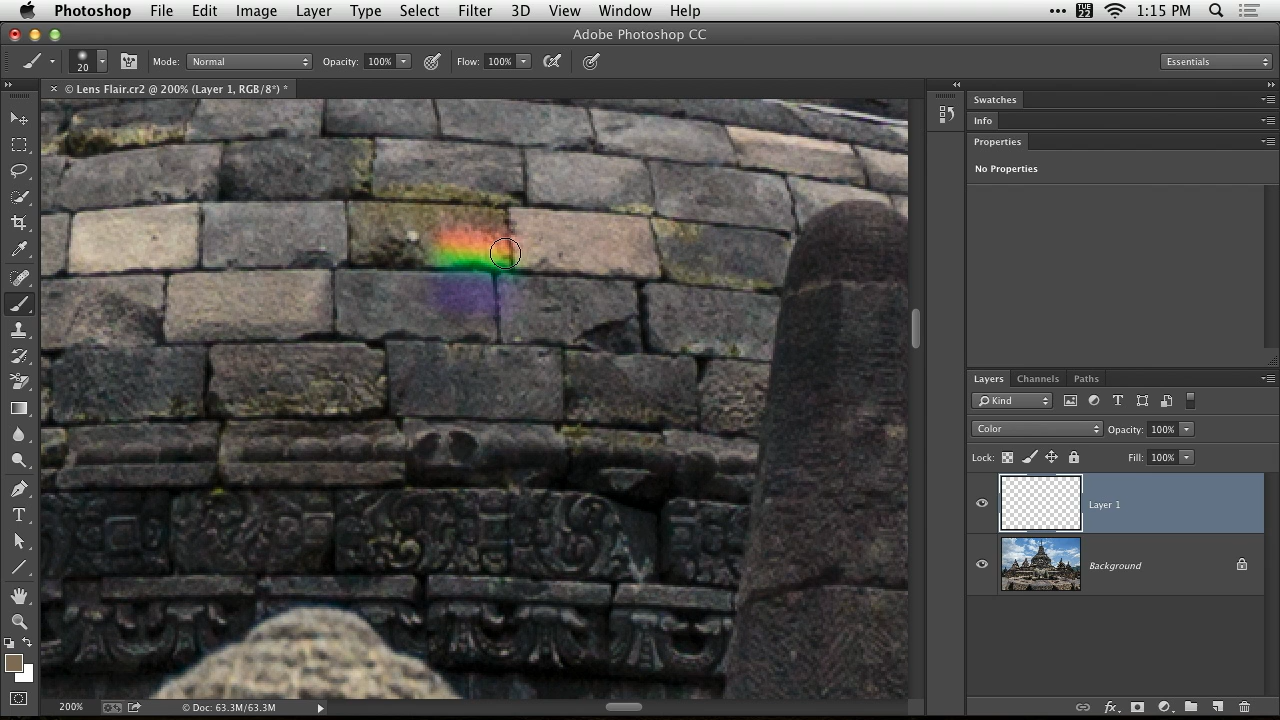 Photoshop File Edit Image Layer Type Select Filter 3D View Window Help TUE 22 1:15 PM
Adobe Photoshop CC
20 Mode: Normal Opacity: 100% Flow: 100% Essentials
× © Lens Flair.cr2 @ 200% (Layer 1, RGB/8*) *
Swatches
Info
Properties
No Properties
Layers Channels Paths
Kind T
Color Opacity: 100%
Lock: Fill: 100%
Layer 1
Background
T
200% © Doc: 63.3M/63.3M
fx